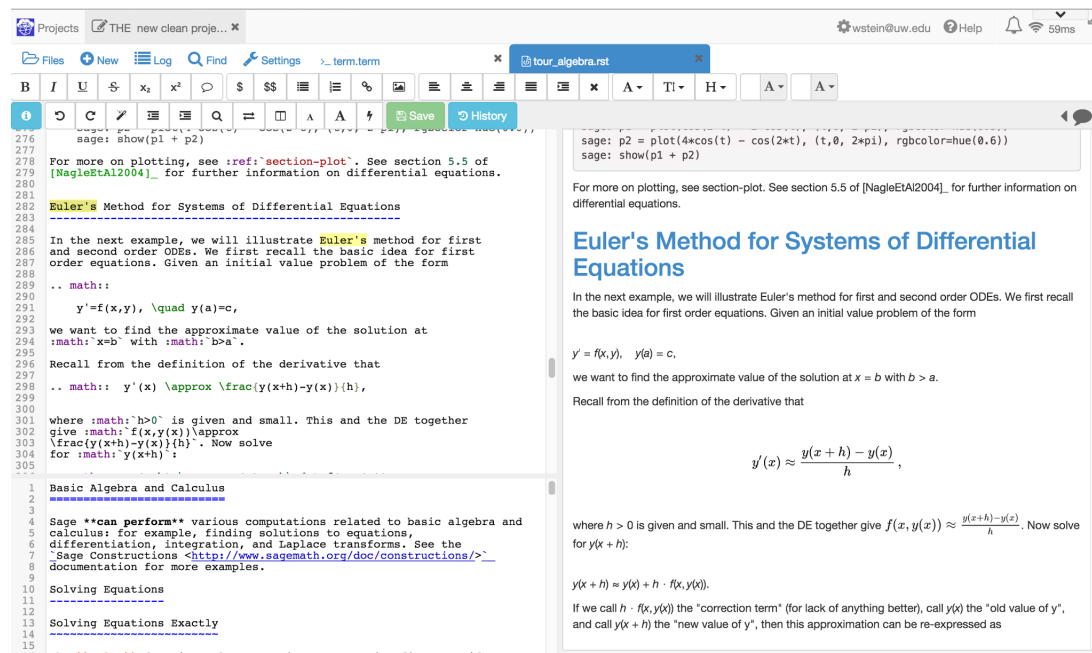 Projects THE new clean proje... wstein@uw.edu Help 59ms
Files New Log Find Settings >_ term.term tour_algebra.rst
B I U S x₂ x² $ $$ A T! H A A
A A Save History
276 sage: show(p1 + p2)
277
278 For more on plotting, see :ref:`section-plot`. See section 5.5 of
279 [NagleEtAl2004]_ for further information on differential equations.
280
281
282 Euler's Method for Systems of Differential Equations
283 ----------------------------------------------------
284
285 In the next example, we will illustrate Euler's method for first
286 and second order ODEs. We first recall the basic idea for first
287 order equations. Given an initial value problem of the form
288
289 .. math::
290
291 y'=f(x,y), \quad y(a)=c,
292
293 we want to find the approximate value of the solution at
294 :math:`x=b` with :math:`b>a`.
295
296 Recall from the definition of the derivative that
297
298 .. math:: y'(x) \approx \frac{y(x+h)-y(x)}{h},
299
300
301 where :math:`h>0` is given and small. This and the DE together
302 give :math:`f(x,y(x))\approx
303 \frac{y(x+h)-y(x)}{h}`. Now solve
304 for :math:`y(x+h)`:
305
1 Basic Algebra and Calculus
2 ==========================
3
4 Sage **can perform** various computations related to basic algebra and
5 calculus: for example, finding solutions to equations,
6 differentiation, integration, and Laplace transforms. See the
7 `Sage Constructions <http://www.sagemath.org/doc/constructions/>`_
8 documentation for more examples.
9
10 Solving Equations
11 -----------------
12
13 Solving Equations Exactly
14 ~~~~~~~~~~~~~~~~~~~~~~~~~
15
sage: p2 = plot(4*cos(t) - cos(2*t), (t,0, 2*pi), rgbcolor=hue(0.6))
sage: show(p1 + p2)
For more on plotting, see section-plot. See section 5.5 of [NagleEtAl2004]_ for further information on
differential equations.
Euler's Method for Systems of Differential
Equations
In the next example, we will illustrate Euler's method for first and second order ODEs. We first recall
the basic idea for first order equations. Given an initial value problem of the form
y′ = f(x, y), y(a) = c,
we want to find the approximate value of the solution at x = b with b > a.
Recall from the definition of the derivative that
y′(x) ≈ y(x + h) − y(x) / h ,
where h > 0 is given and small. This and the DE together give f(x, y(x)) ≈ y(x+h)−y(x) / h. Now solve
for y(x + h):
y(x + h) ≈ y(x) + h · f(x, y(x)).
If we call h · f(x, y(x)) the "correction term" (for lack of anything better), call y(x) the "old value of y",
and call y(x + h) the "new value of y", then this approximation can be re-expressed as